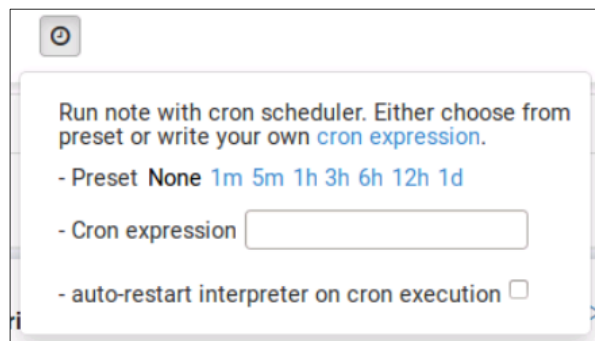 Run note with cron scheduler. Either choose from
preset or write your own cron expression.
- Preset None 1m 5m 1h 3h 6h 12h 1d
- Cron expression
- auto-restart interpreter on cron execution
ri